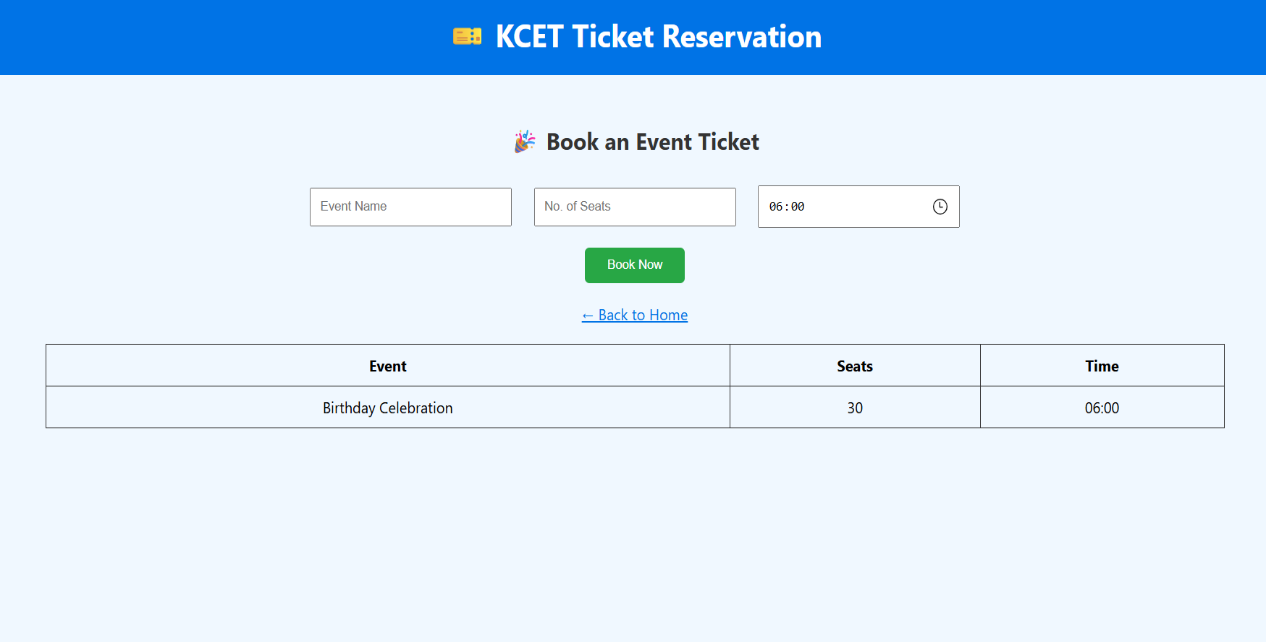 🎫 KCET Ticket Reservation
🎉 Book an Event Ticket
Event Name No. of Seats 06:00
Book Now
← Back to Home
Event Seats Time
Birthday Celebration 30 06:00